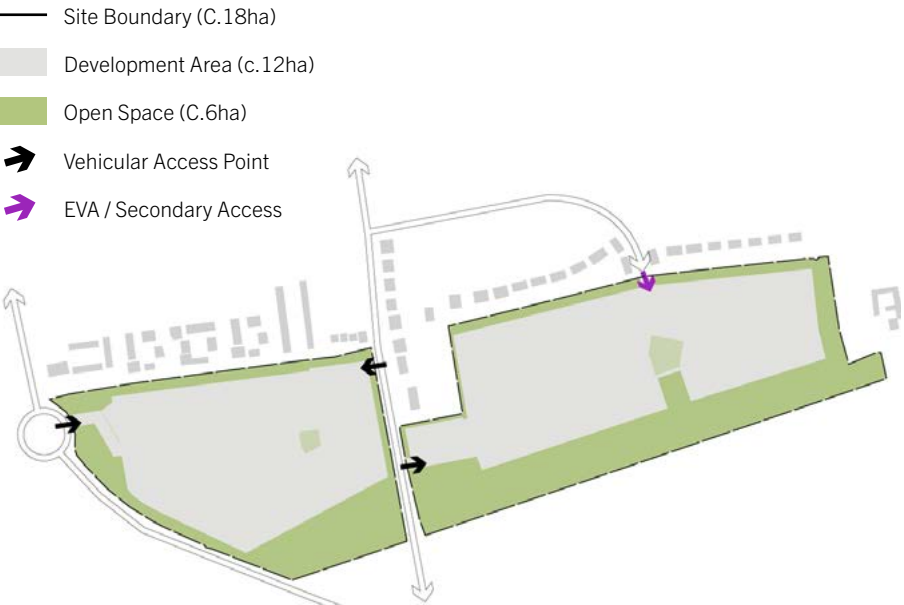 Site Boundary (C.18ha)
Development Area (c.12ha)
Open Space (C.6ha)
Vehicular Access Point
EVA / Secondary Access